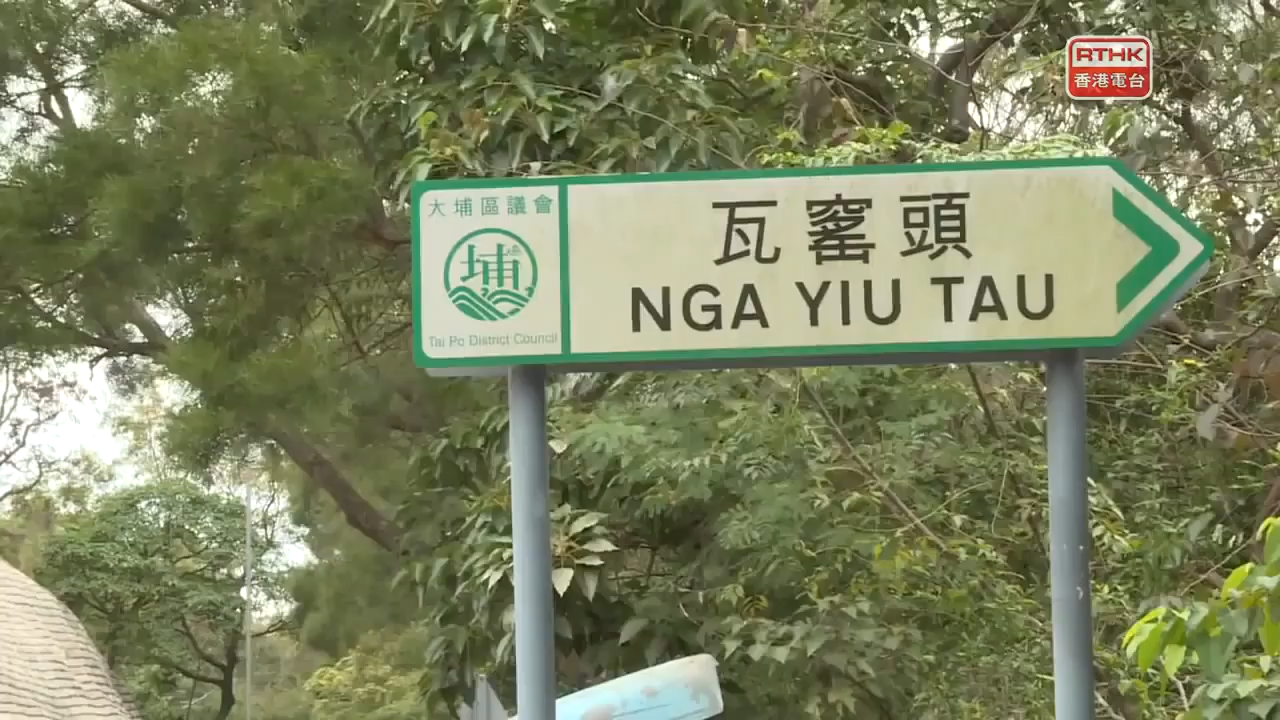 RTHK
香港電台
大埔區議會
埔
Tai Po District Council
瓦窰頭
NGA YIU TAU